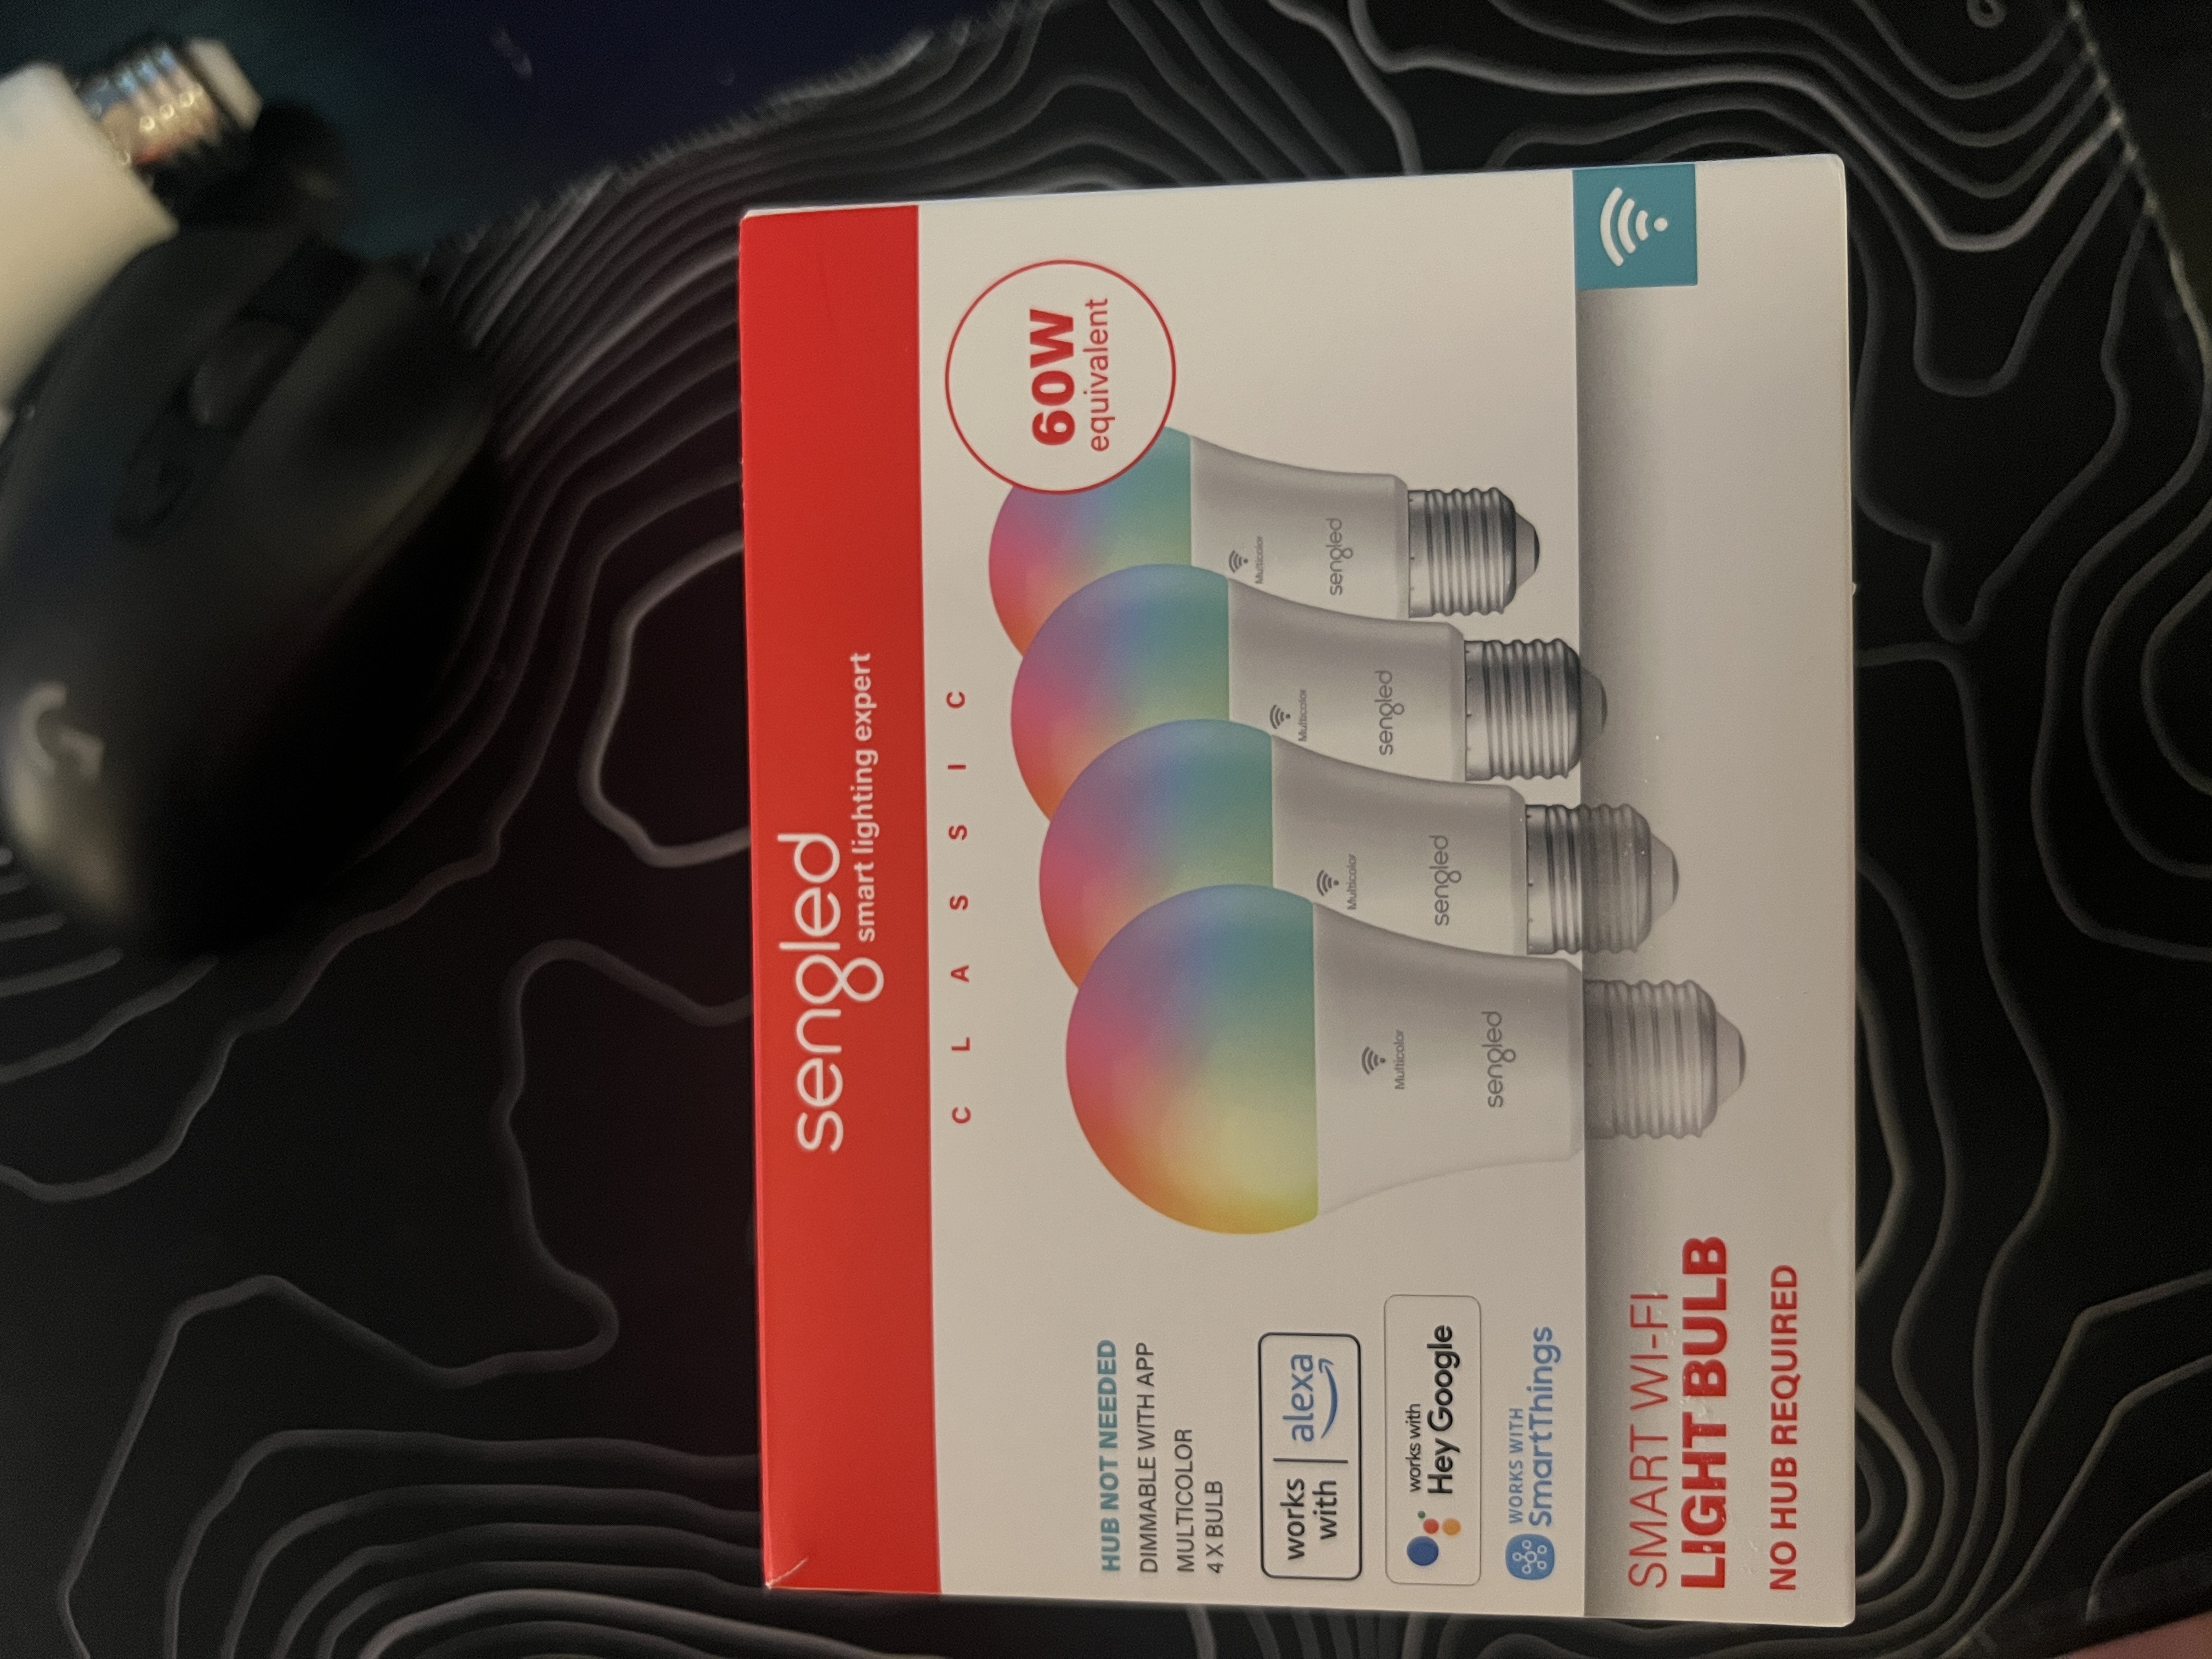 sengled
smart lighting expert
CLASSIC
60W
equivalent
HUB NOT NEEDED
DIMMABLE WITH APP
MULTICOLOR
4 X BULB
works with
alexa
works with
Hey Google
WORKS WITH
SmartThings
Multicolor
sengled
Multicolor
sengled
Multicolor
sengled
Multicolor
sengled
SMART WI-FI
LIGHT BULB
NO HUB REQUIRED